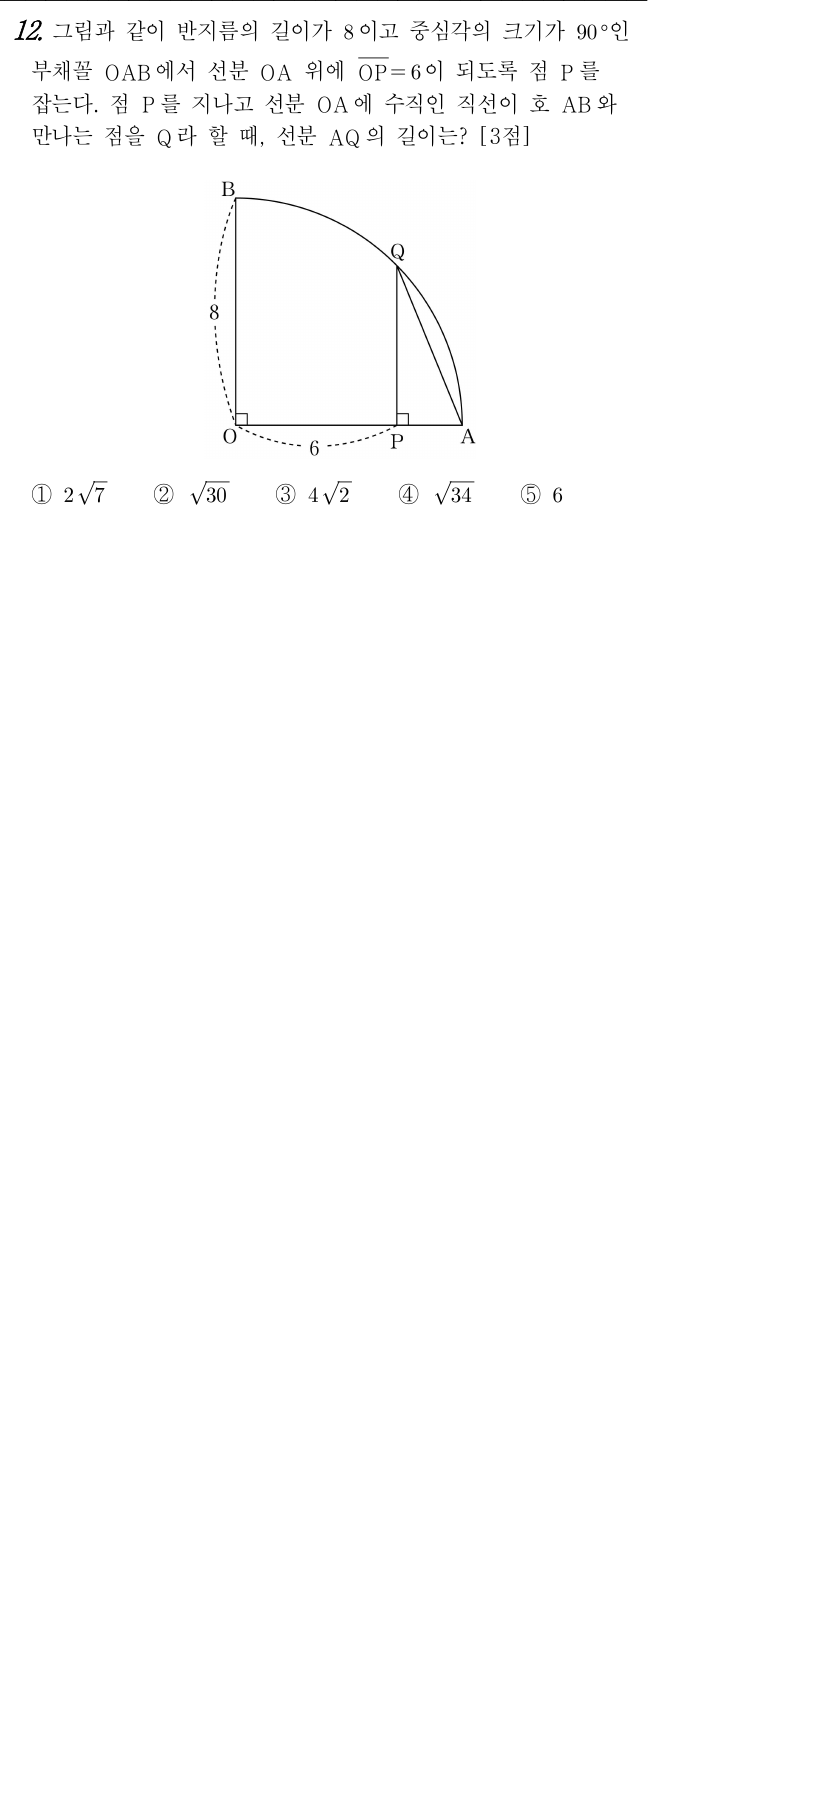 12. 그림과 같이 반지름의 길이가 8이고 중심각의 크기가 90°인
부채꼴 OAB에서 선분 OA 위에 \overline{OP}=6이 되도록 점 P를
잡는다. 점 P를 지나고 선분 OA에 수직인 직선이 호 AB와
만나는 점을 Q라 할 때, 선분 AQ의 길이는? [3점]
B
Q
8
O
6
P
A
① 2√7 ② √30 ③ 4√2 ④ √34 ⑤ 6